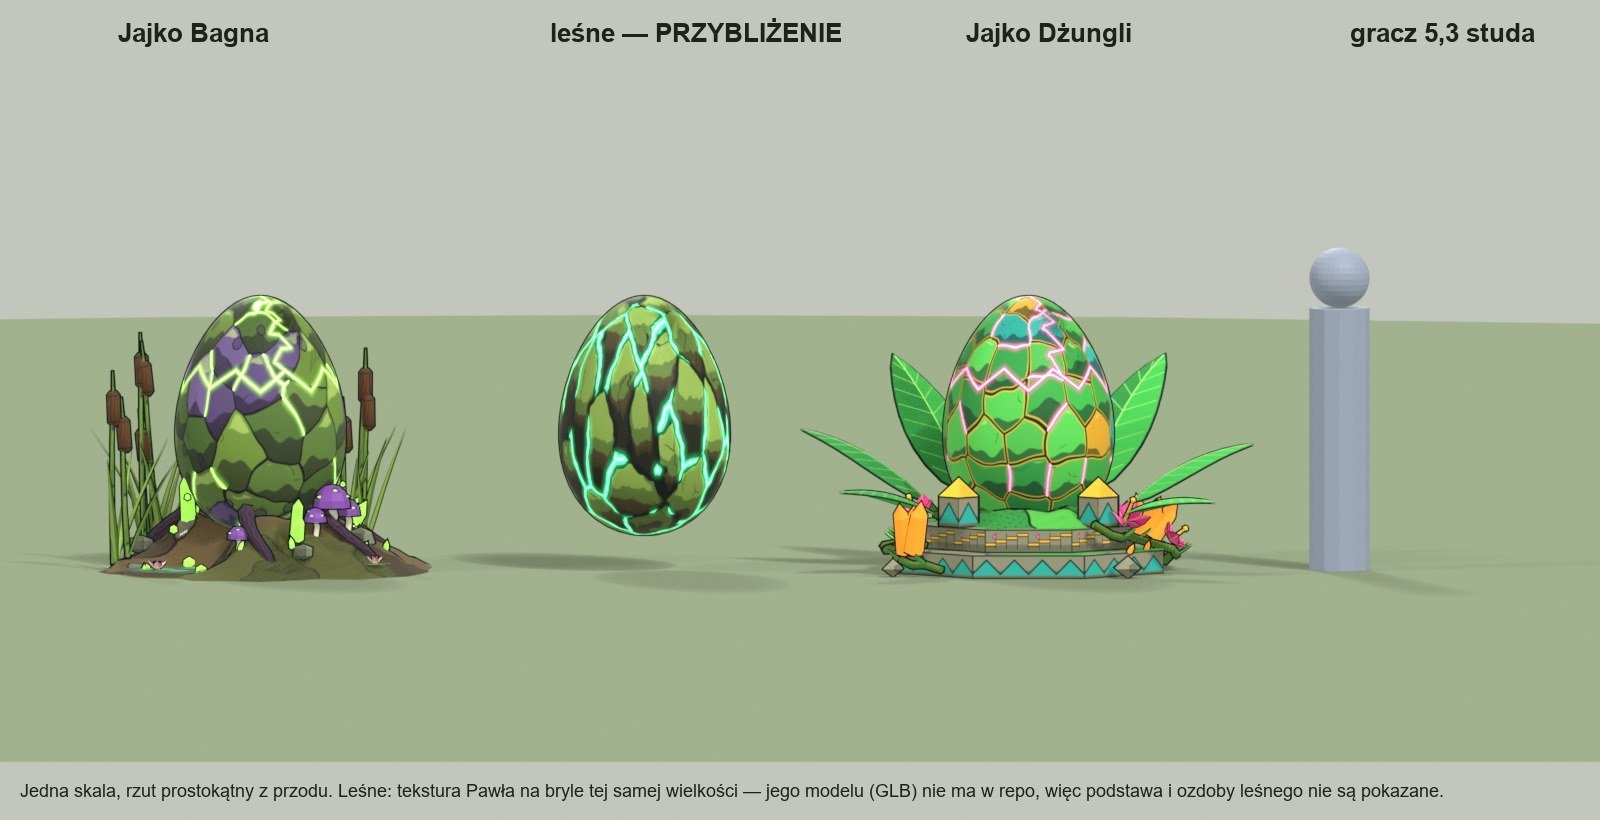 Jajko Bagna
leśne — PRZYBLIŻENIE
Jajko Dżungli
gracz 5,3 studa
Jedna skala, rzut prostokątny z przodu. Leśne: tekstura Pawła na bryle tej samej wielkości — jego modelu (GLB) nie ma w repo, więc podstawa i ozdoby leśnego nie są pokazane.